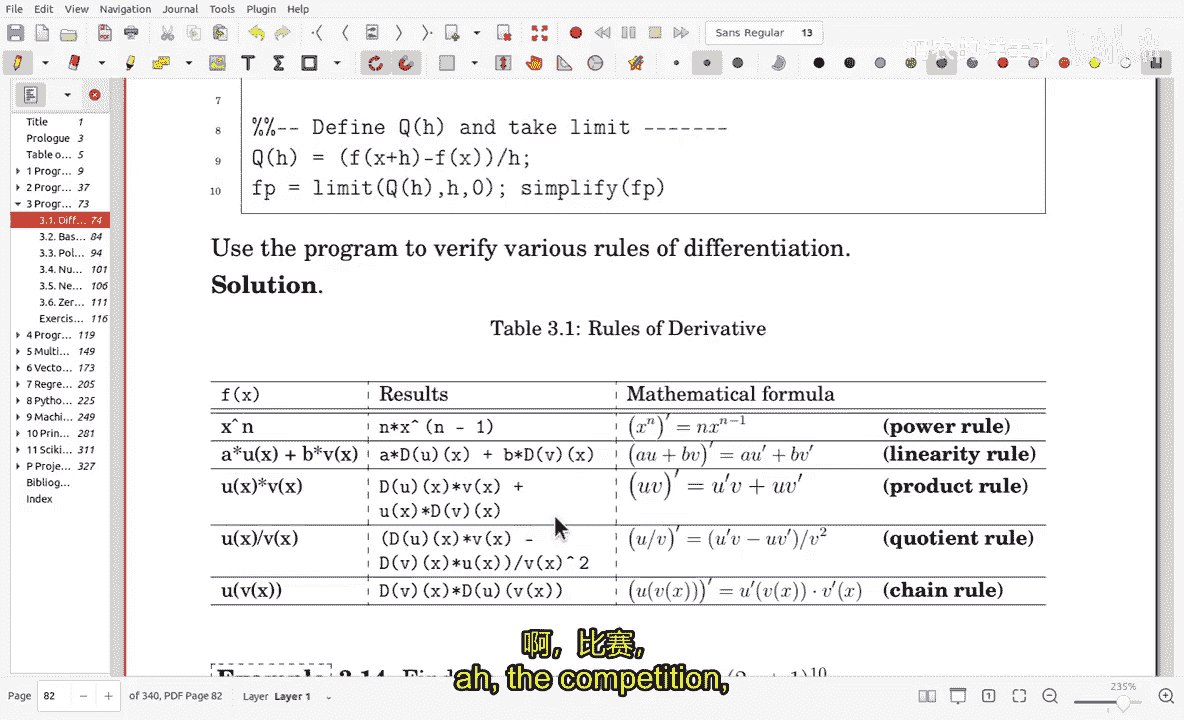 File Edit View Navigation Journal Tools Plugin Help
Sans Regular 13
Title 1
Prologue 3
Table o... 5
1 Progr... 9
2 Progr... 37
3 Progr... 73
3.1. Diff... 74
3.2. Bas... 84
3.3. Pol... 94
3.4. Nu... 101
3.5. Ne... 106
3.6. Zer... 111
Exercis... 116
4 Progr... 119
5 Multi... 149
6 Vecto... 173
7 Regre... 205
8 Pytho... 225
9 Machi... 249
10 Prin... 281
11 Sciki... 311
P Proje... 327
Bibliog...
Index
7
8 %%-- Define Q(h) and take limit -------
9 Q(h) = (f(x+h)-f(x))/h;
10 fp = limit(Q(h),h,0); simplify(fp)
Use the program to verify various rules of differentiation.
Solution.
Table 3.1: Rules of Derivative
f(x) Results Mathematical formula
x^n n*x^(n - 1) (xⁿ)′ = nxⁿ⁻¹ (power rule)
a*u(x) + b*v(x) a*D(u)(x) + b*D(v)(x) (au + bv)′ = au′ + bv′ (linearity rule)
u(x)*v(x) D(u)(x)*v(x) + (uv)′ = u′v + uv′ (product rule)
u(x)*D(v)(x)
u(x)/v(x) (D(u)(x)*v(x) - (u/v)′ = (u′v − uv′)/v² (quotient rule)
D(v)(x)*u(x))/v(x)^2
u(v(x)) D(v)(x)*D(u)(v(x)) (u(v(x)))′ = u′(v(x)) · v′(x) (chain rule)
啊，比赛，
ah, the competition,
Page 82 − + of 340, PDF Page 82 Layer Layer 1
235%